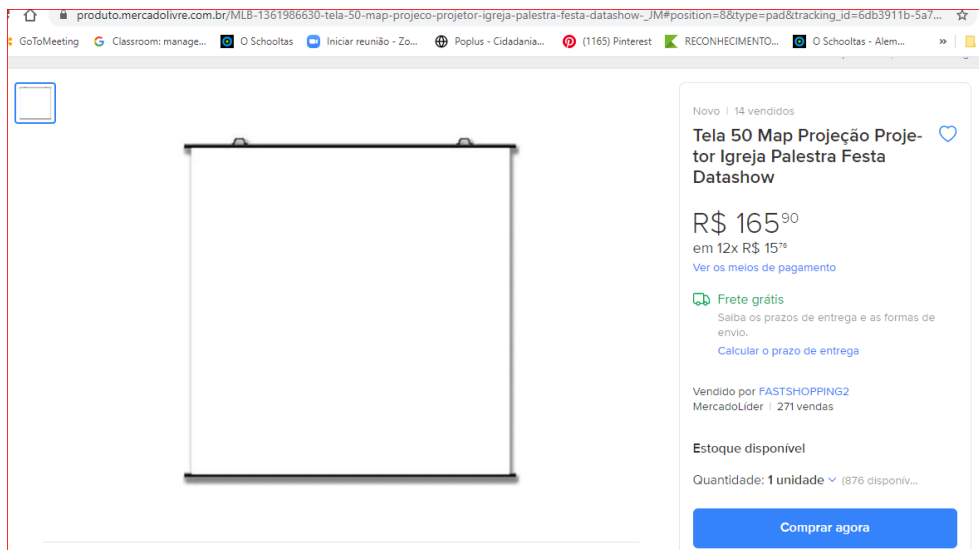 produto.mercadolivre.com.br/MLB-1361986630-tela-50-map-projeco-projetor-igreja-palestra-festa-datashow-_JM#position=8&type=pad&tracking_id=6db3911b-5a7...
GoToMeeting G Classroom: manage... O Schooltas Iniciar reunião - Zo... Poplus - Cidadania... (1165) Pinterest RECONHECIMENTO... O Schooltas - Alem... »
Novo | 14 vendidos
Tela 50 Map Projeção Proje-
tor Igreja Palestra Festa
Datashow
R$ 165⁹⁰
em 12x R$ 15⁷⁶
Ver os meios de pagamento
Frete grátis
Saiba os prazos de entrega e as formas de
envio.
Calcular o prazo de entrega
Vendido por FASTSHOPPING2
MercadoLíder | 271 vendas
Estoque disponível
Quantidade: 1 unidade (876 disponív...
Comprar agora